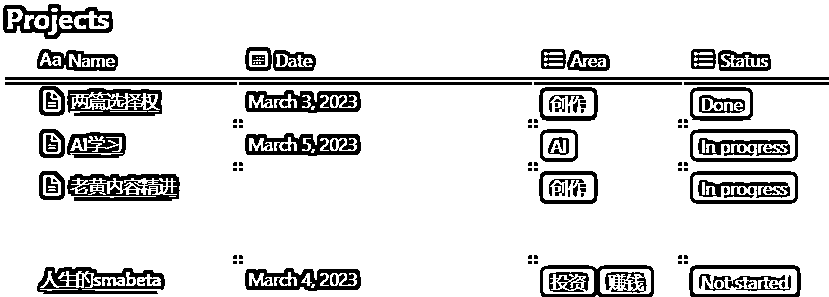 Projects
Aa Name Date Area Status
两篇选择权 March 3, 2023 创作 Done
AI学习 March 5, 2023 AI In progress
老黄内容精进 创作 In progress
人生的smabeta March 4, 2023 投资 赚钱 Not started